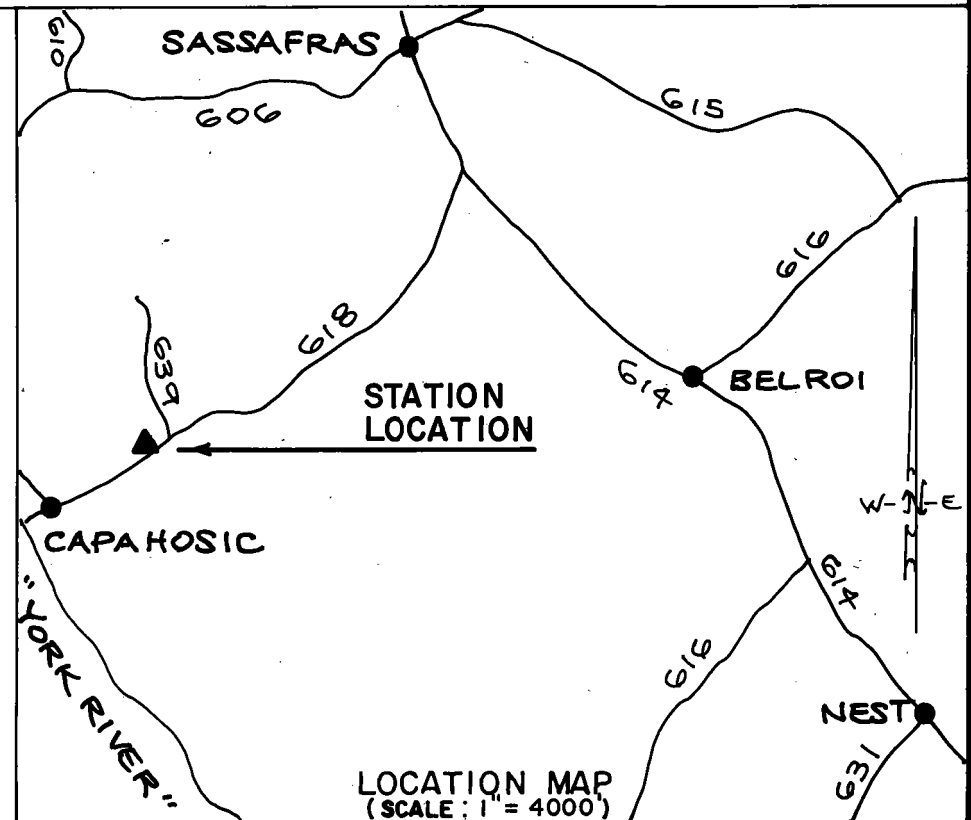 610
SASSAFRAS
606
615
616
618
639
614
BELROI
STATION
LOCATION
W-E
CAPAHOSIC
614
"YORK RIVER"
616
NEST
631
LOCATION MAP
(SCALE: 1" = 4000')